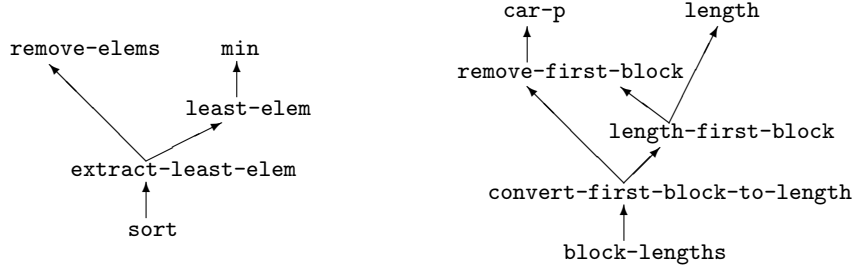 remove-elems
min
least-elem
extract-least-elem
sort
car-p
length
remove-first-block
length-first-block
convert-first-block-to-length
block-lengths